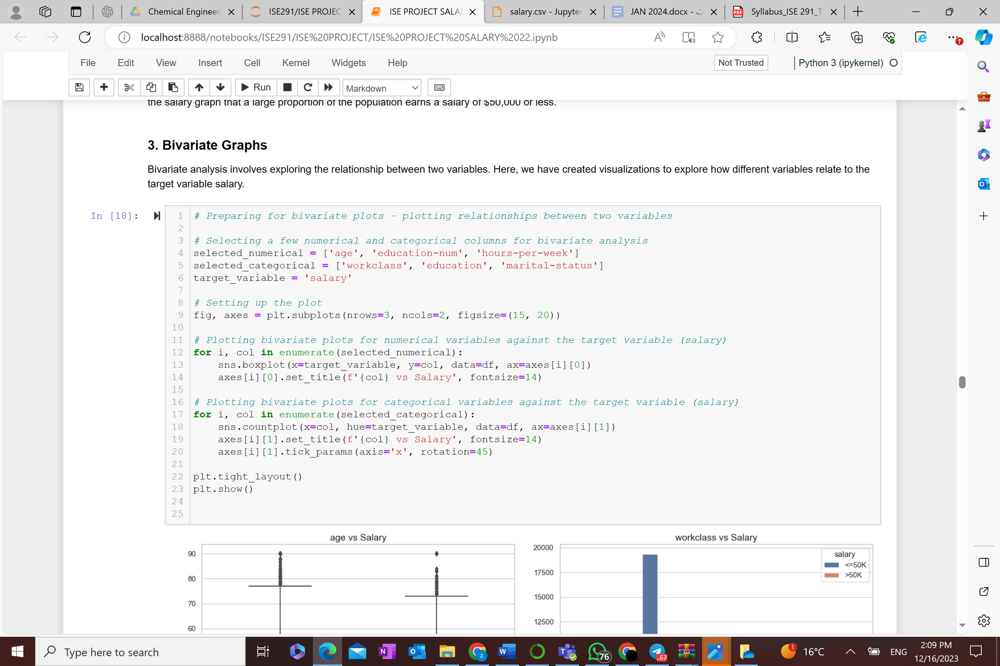 Chemical Engineeri
ISE291/ISE PROJEC
ISE PROJECT SALAR
salary.csv - Jupyter
JAN 2024.docx -
Syllabus_ISE 291_T
localhost:8888/notebooks/ISE291/ISE%20PROJECT/ISE%20PROJECT%20SALARY%2022.ipynb
File Edit View Insert Cell Kernel Widgets Help
Not Trusted
Python 3 (ipykernel)
Run
Markdown
the salary graph that a large proportion of the population earns a salary of $50,000 or less.
3. Bivariate Graphs
Bivariate analysis involves exploring the relationship between two variables. Here, we have created visualizations to explore how different variables relate to the
target variable salary.
In [18]:
1 # Preparing for bivariate plots - plotting relationships between two variables
2
3 # Selecting a few numerical and categorical columns for bivariate analysis
4 selected_numerical = ['age', 'education-num', 'hours-per-week']
5 selected_categorical = ['workclass', 'education', 'marital-status']
6 target_variable = 'salary'
7
8 # Setting up the plot
9 fig, axes = plt.subplots(nrows=3, ncols=2, figsize=(15, 20))
10
11 # Plotting bivariate plots for numerical variables against the target variable (salary)
12 for i, col in enumerate(selected_numerical):
13     sns.boxplot(x=target_variable, y=col, data=df, ax=axes[i][0])
14     axes[i][0].set_title(f'{col} vs Salary', fontsize=14)
15
16 # Plotting bivariate plots for categorical variables against the target variable (salary)
17 for i, col in enumerate(selected_categorical):
18     sns.countplot(x=col, hue=target_variable, data=df, ax=axes[i][1])
19     axes[i][1].set_title(f'{col} vs Salary', fontsize=14)
20     axes[i][1].tick_params(axis='x', rotation=45)
21
22 plt.tight_layout()
23 plt.show()
24
25
age vs Salary
90
80
70
60
workclass vs Salary
20000
17500
15000
12500
salary
<=50K
>50K
Type here to search
76
..67
1
16°C
ENG
2:09 PM
12/16/2023